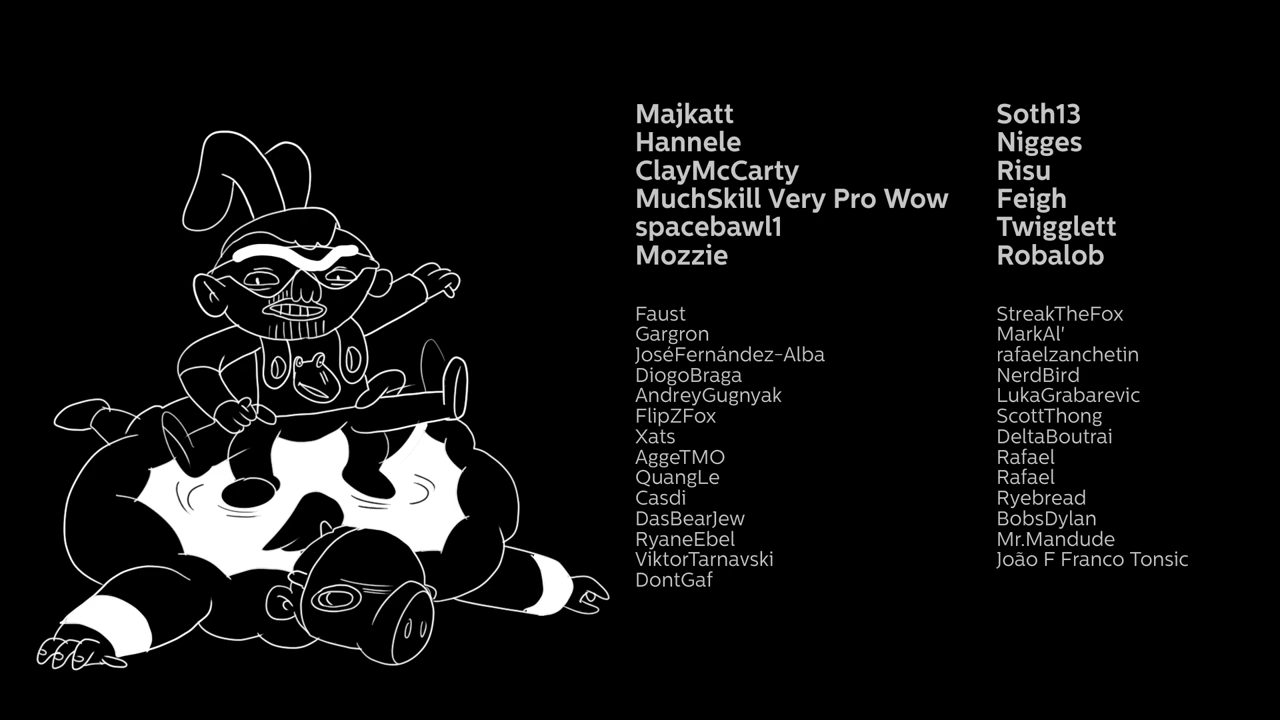 Majkatt
Hannele
ClayMcCarty
MuchSkill Very Pro Wow
spacebawl1
Mozzie
Soth13
Nigges
Risu
Feigh
Twigglett
Robalob
Faust
Gargron
JoséFernández-Alba
DiogoBraga
AndreyGugnyak
FlipZFox
Xats
AggeTMO
QuangLe
Casdi
DasBearJew
RyaneEbel
ViktorTarnavski
DontGaf
StreakTheFox
MarkAl'
rafaelzanchetin
NerdBird
LukaGrabarevic
ScottThong
DeltaBoutrai
Rafael
Rafael
Ryebread
BobsDylan
Mr.Mandude
João F Franco Tonsic